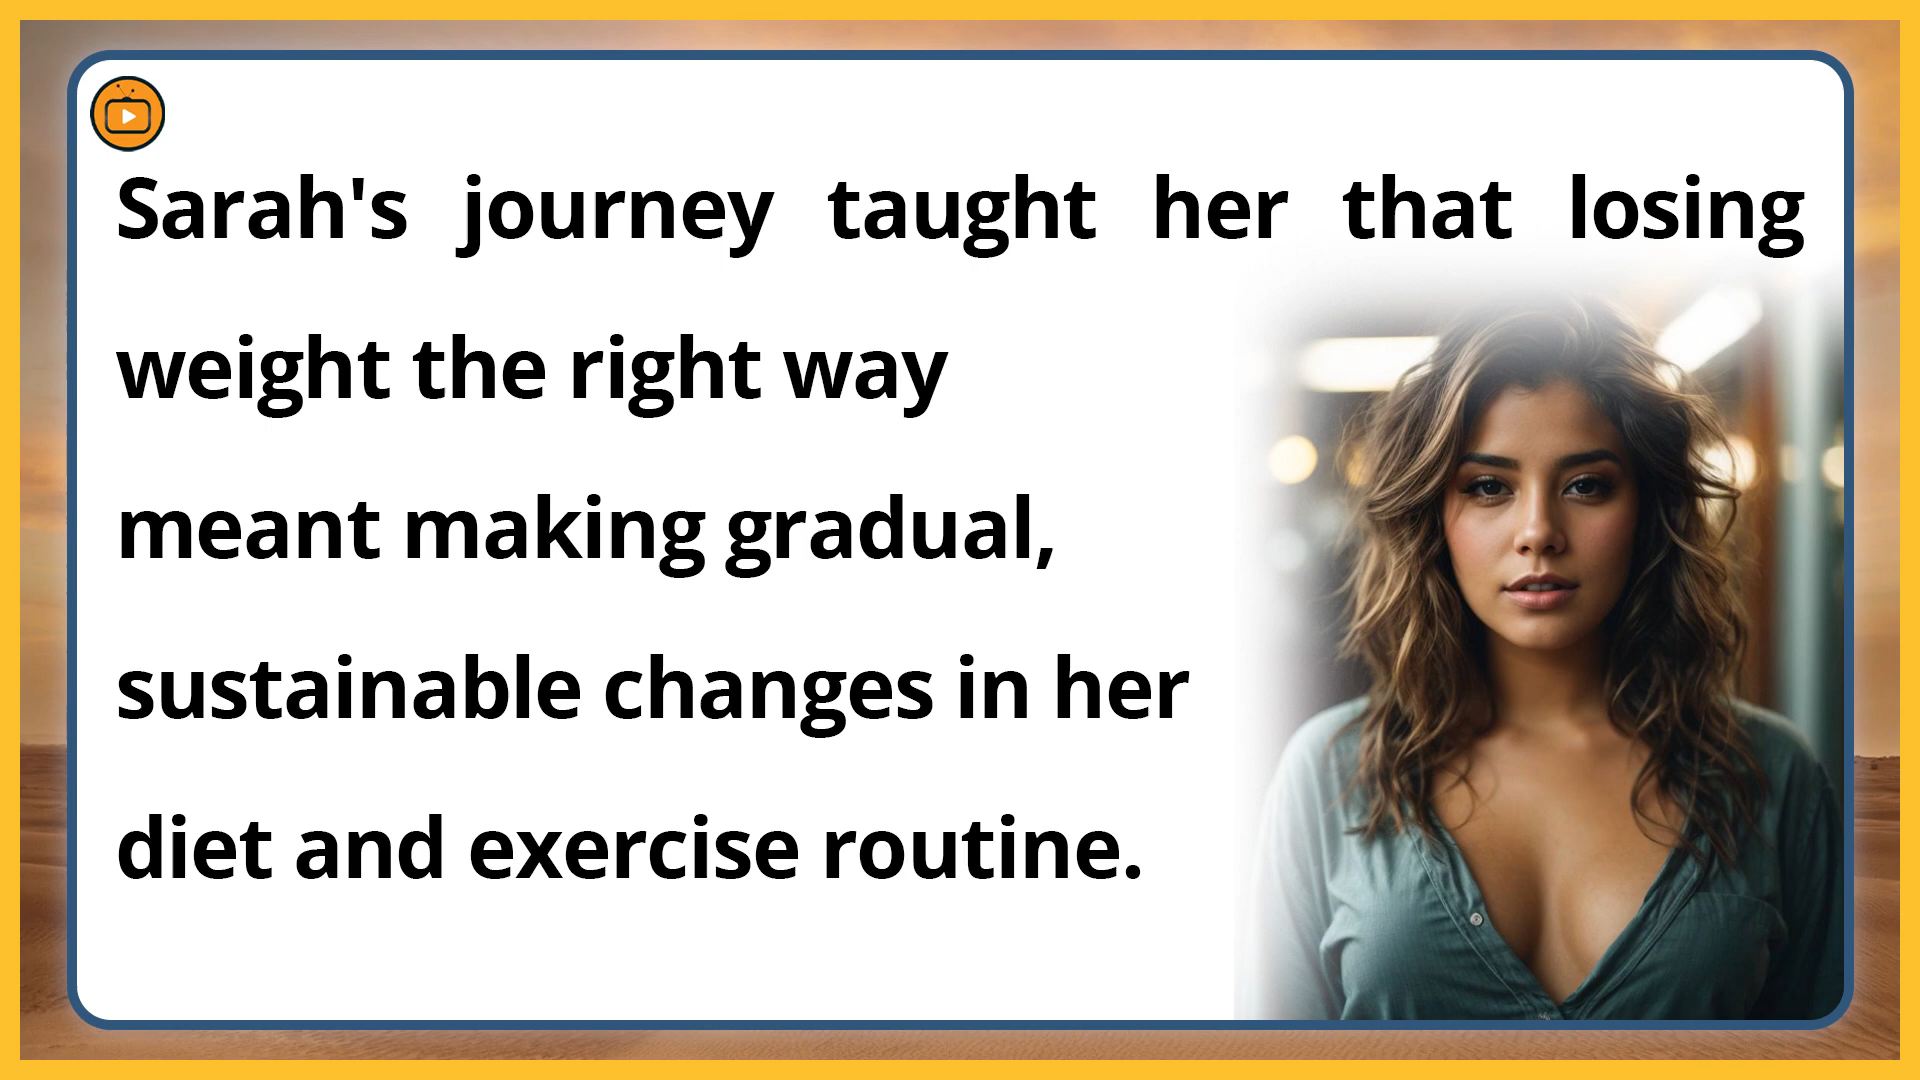 Sarah's journey taught her that losing
weight the right way
meant making gradual,
sustainable changes in her
diet and exercise routine.